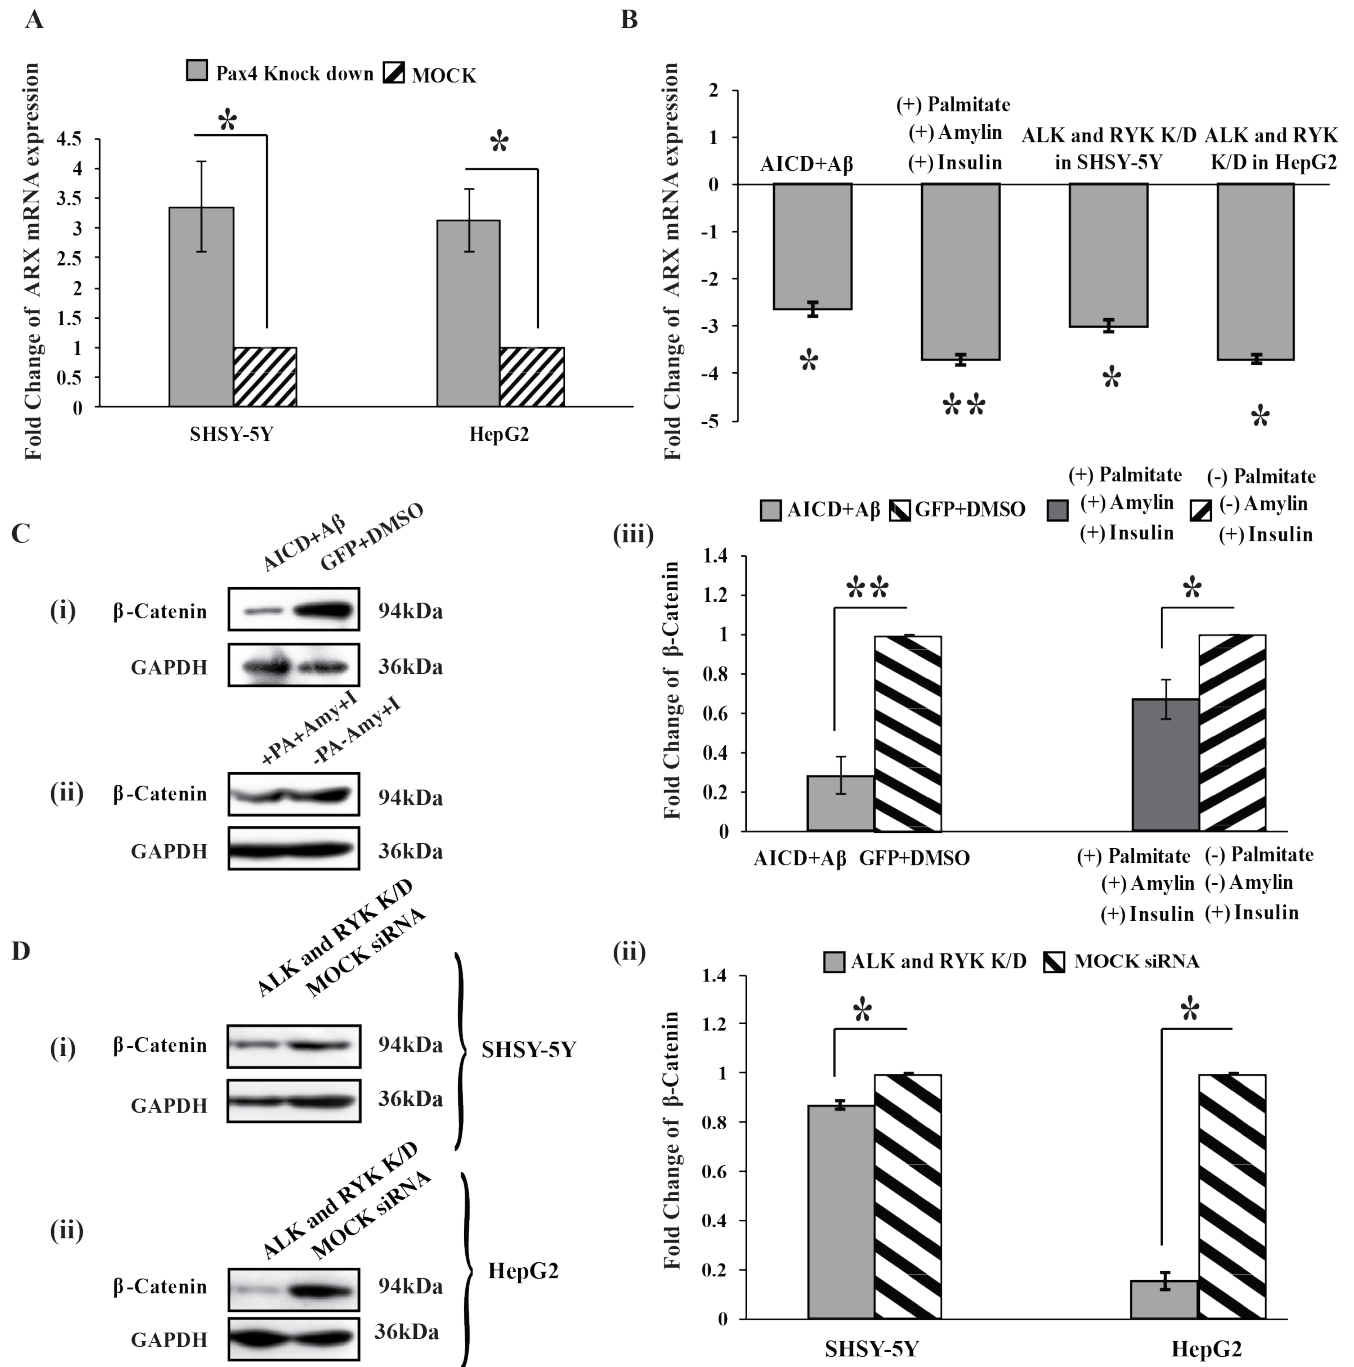 A
Pax4 Knock down MOCK
Fold Change of ARX mRNA expression
4.5
4
3.5
3
2.5
2
1.5
1
0.5
0
*
*
SHSY-5Y HepG2
B
Fold Change of ARX mRNA expression
2
1
0
-1
-2
-3
-4
-5
AICD+Aβ
(+) Palmitate
(+) Amylin
(+) Insulin
ALK and RYK K/D
in SHSY-5Y
ALK and RYK
K/D in HepG2
*
**
*
*
C
AICD+Aβ
GFP+DMSO
(i)
β-Catenin 94kDa
GAPDH 36kDa
+PA+Amy+I
-PA-Amy+I
(ii)
β-Catenin 94kDa
GAPDH 36kDa
(iii)
AICD+Aβ GFP+DMSO
(+) Palmitate
(+) Amylin
(+) Insulin
(-) Palmitate
(-) Amylin
(+) Insulin
Fold Change of β-Catenin
1.4
1.2
1
0.8
0.6
0.4
0.2
0
**
*
AICD+Aβ GFP+DMSO
(+) Palmitate (-) Palmitate
(+) Amylin (-) Amylin
(+) Insulin (+) Insulin
D
ALK and RYK K/D
MOCK siRNA
(i)
β-Catenin 94kDa
GAPDH 36kDa
SHSY-5Y
ALK and RYK K/D
MOCK siRNA
(ii)
β-Catenin 94kDa
GAPDH 36kDa
HepG2
(ii)
ALK and RYK K/D MOCK siRNA
Fold Change of β-Catenin
1.4
1.2
1
0.8
0.6
0.4
0.2
0
*
*
SHSY-5Y HepG2